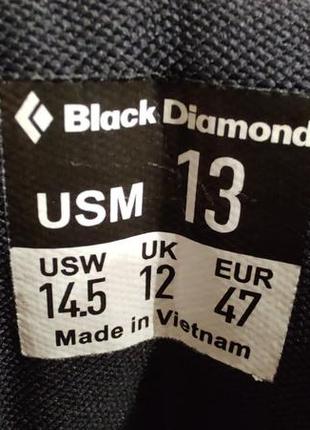 Black Diamond
USM 13
USW UK EUR
14.5 12 47
Made in Vietnam